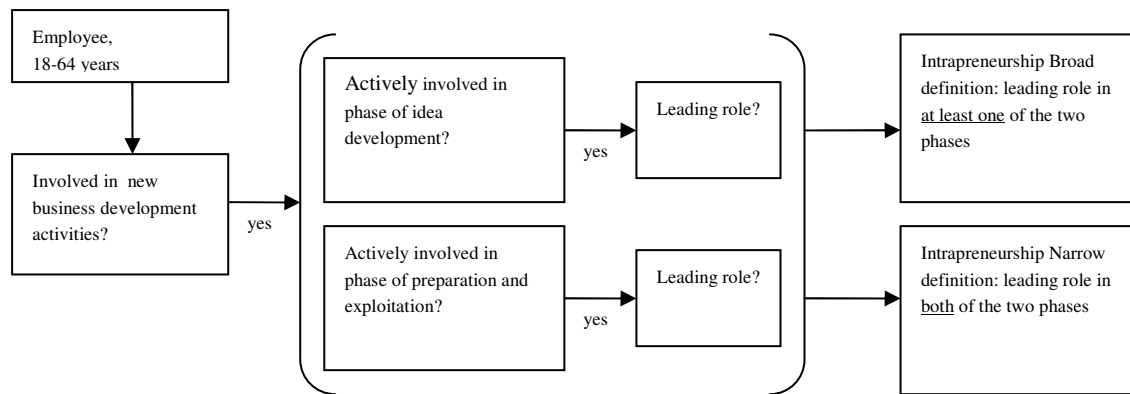 Employee,
18-64 years
Involved in new
business development
activities?
yes
Actively involved in
phase of idea
development?
yes
Leading role?
Actively involved in
phase of preparation and
exploitation?
yes
Leading role?
Intrapreneurship Broad
definition: leading role in
at least one of the two
phases
Intrapreneurship Narrow
definition: leading role in
both of the two phases